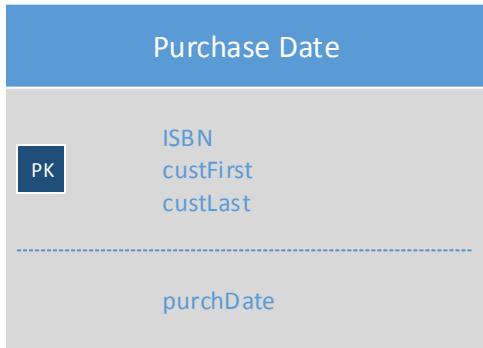 Purchase Date
ISBN
PK
custFirst
custLast
purchDate